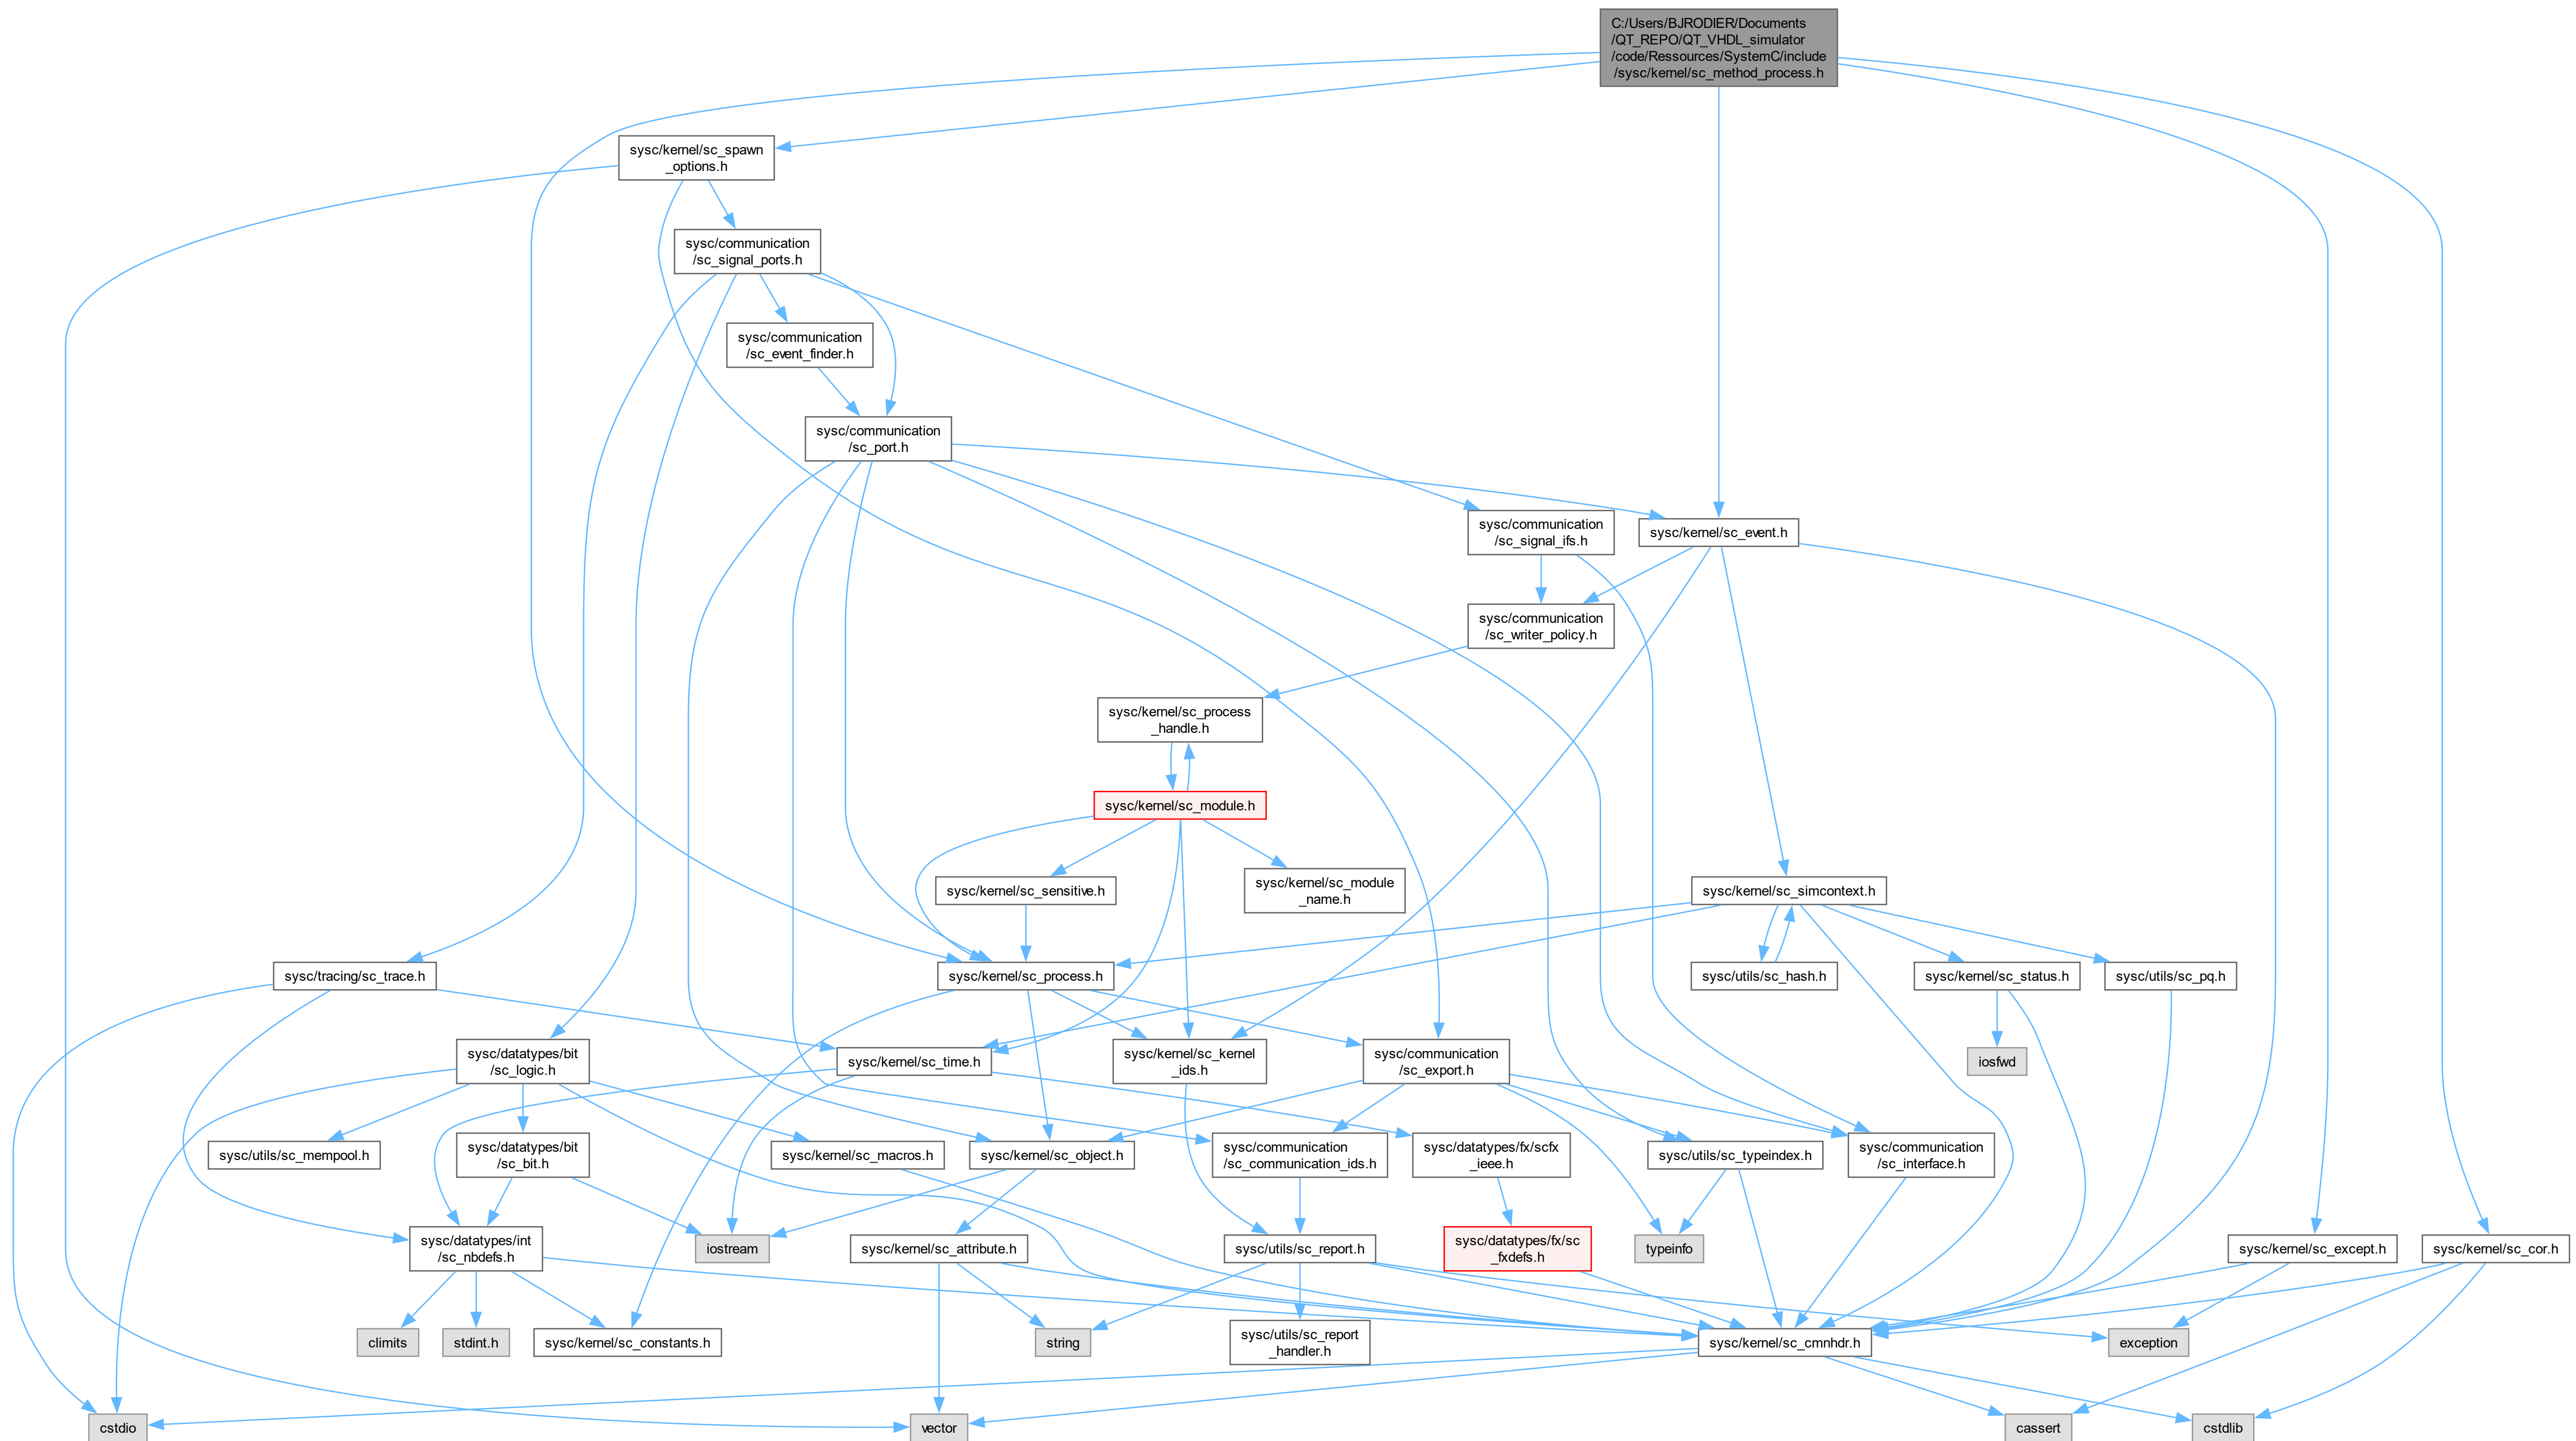 C:/Users/BJRODIER/Documents
/QT_REPO/QT_VHDL_simulator
/code/Ressources/SystemC/include
/sysc/kernel/sc_method_process.h
sysc/kernel/sc_spawn
_options.h
sysc/communication
/sc_signal_ports.h
sysc/communication
/sc_event_finder.h
sysc/communication
/sc_port.h
sysc/communication
/sc_signal_ifs.h
sysc/kernel/sc_event.h
sysc/communication
/sc_writer_policy.h
sysc/kernel/sc_process
_handle.h
sysc/kernel/sc_module.h
sysc/kernel/sc_sensitive.h
sysc/kernel/sc_module
_name.h
sysc/kernel/sc_simcontext.h
sysc/tracing/sc_trace.h
sysc/kernel/sc_process.h
sysc/utils/sc_hash.h
sysc/kernel/sc_status.h
sysc/utils/sc_pq.h
sysc/datatypes/bit
/sc_logic.h
sysc/kernel/sc_time.h
sysc/kernel/sc_kernel
_ids.h
sysc/communication
/sc_export.h
iosfwd
sysc/utils/sc_mempool.h
sysc/datatypes/bit
/sc_bit.h
sysc/kernel/sc_macros.h
sysc/kernel/sc_object.h
sysc/communication
/sc_communication_ids.h
sysc/datatypes/fx/scfx
_ieee.h
sysc/utils/sc_typeindex.h
sysc/communication
/sc_interface.h
sysc/datatypes/int
/sc_nbdefs.h
iostream
sysc/kernel/sc_attribute.h
sysc/utils/sc_report.h
sysc/datatypes/fx/sc
_fxdefs.h
typeinfo
sysc/kernel/sc_except.h
sysc/kernel/sc_cor.h
climits
stdint.h
sysc/kernel/sc_constants.h
string
sysc/utils/sc_report
_handler.h
sysc/kernel/sc_cmnhdr.h
exception
cstdio
vector
cassert
cstdlib